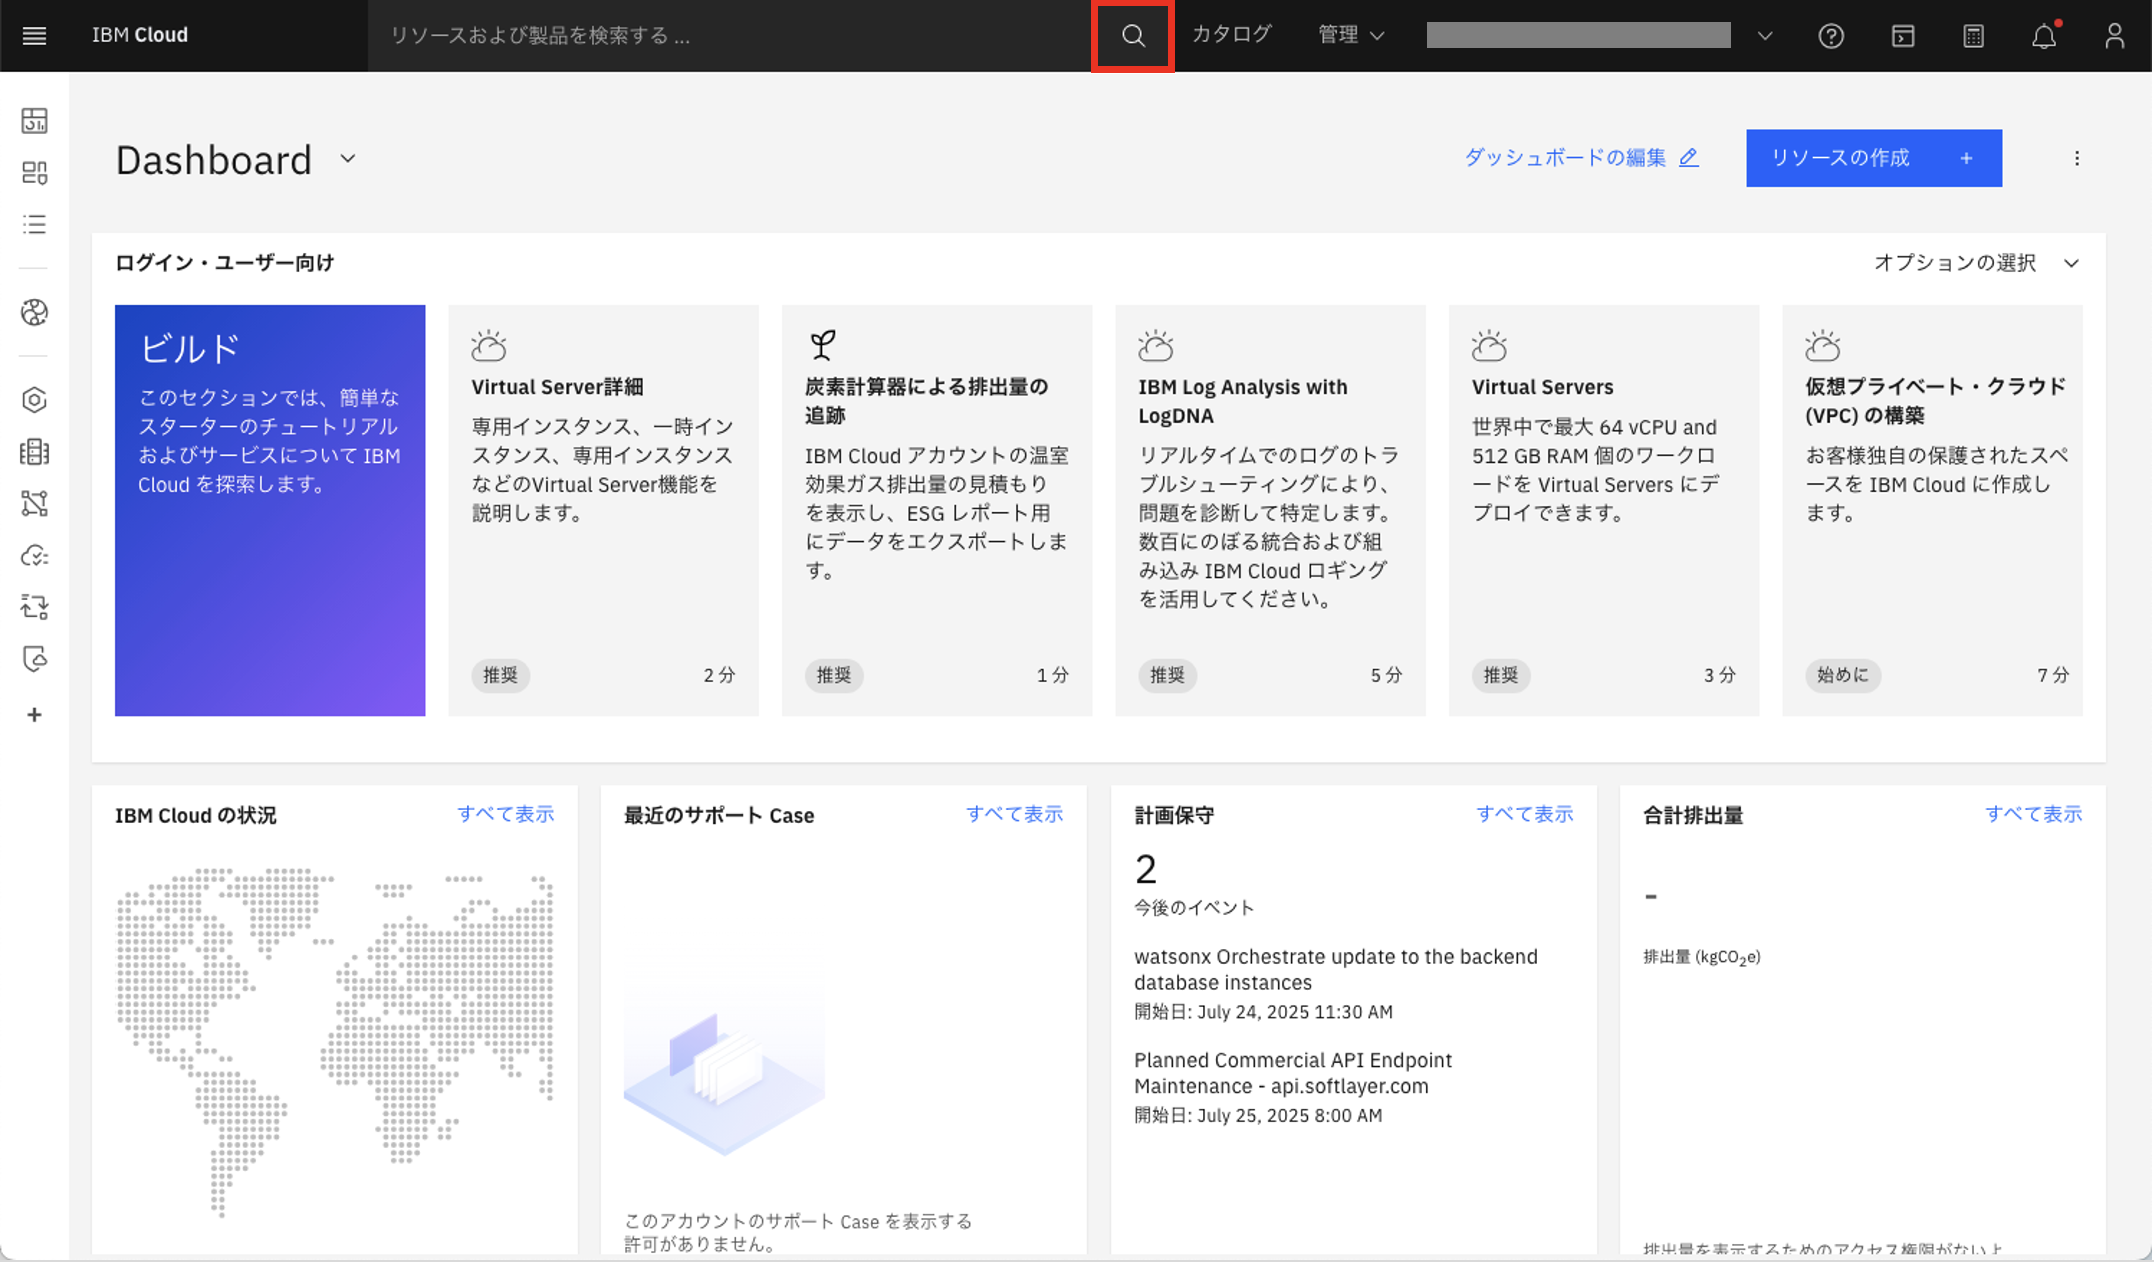 IBM Cloud
リソースおよび製品を検索する ...
カタログ
管理
Dashboard
ダッシュボードの編集
リソースの作成 +
ログイン・ユーザー向け
オプションの選択
ビルド
このセクションでは、簡単な
スターターのチュートリアル
およびサービスについて IBM
Cloud を探索します。
Virtual Server詳細
専用インスタンス、一時イン
スタンス、専用インスタンス
などのVirtual Server機能を
説明します。
推奨
2 分
炭素計算器による排出量の
追跡
IBM Cloud アカウントの温室
効果ガス排出量の見積もり
を表示し、ESG レポート用
にデータをエクスポートしま
す。
推奨
1 分
IBM Log Analysis with
LogDNA
リアルタイムでのログのトラ
ブルシューティングにより、
問題を診断して特定します。
数百にのぼる統合および組
み込み IBM Cloud ロギング
を活用してください。
推奨
5 分
Virtual Servers
世界中で最大 64 vCPU and
512 GB RAM 個のワークロ
ードを Virtual Servers にデ
プロイできます。
推奨
3 分
仮想プライベート・クラウド
(VPC) の構築
お客様独自の保護されたスペ
ースを IBM Cloud に作成し
ます。
始めに
7 分
IBM Cloud の状況
すべて表示
最近のサポート Case
すべて表示
このアカウントのサポート Case を表示する
許可がありません。
計画保守
すべて表示
2
今後のイベント
watsonx Orchestrate update to the backend
database instances
開始日: July 24, 2025 11:30 AM
Planned Commercial API Endpoint
Maintenance - api.softlayer.com
開始日: July 25, 2025 8:00 AM
合計排出量
すべて表示
-
排出量 (kgCO2e)
排出量を表示するためのアクセス権限がないよ